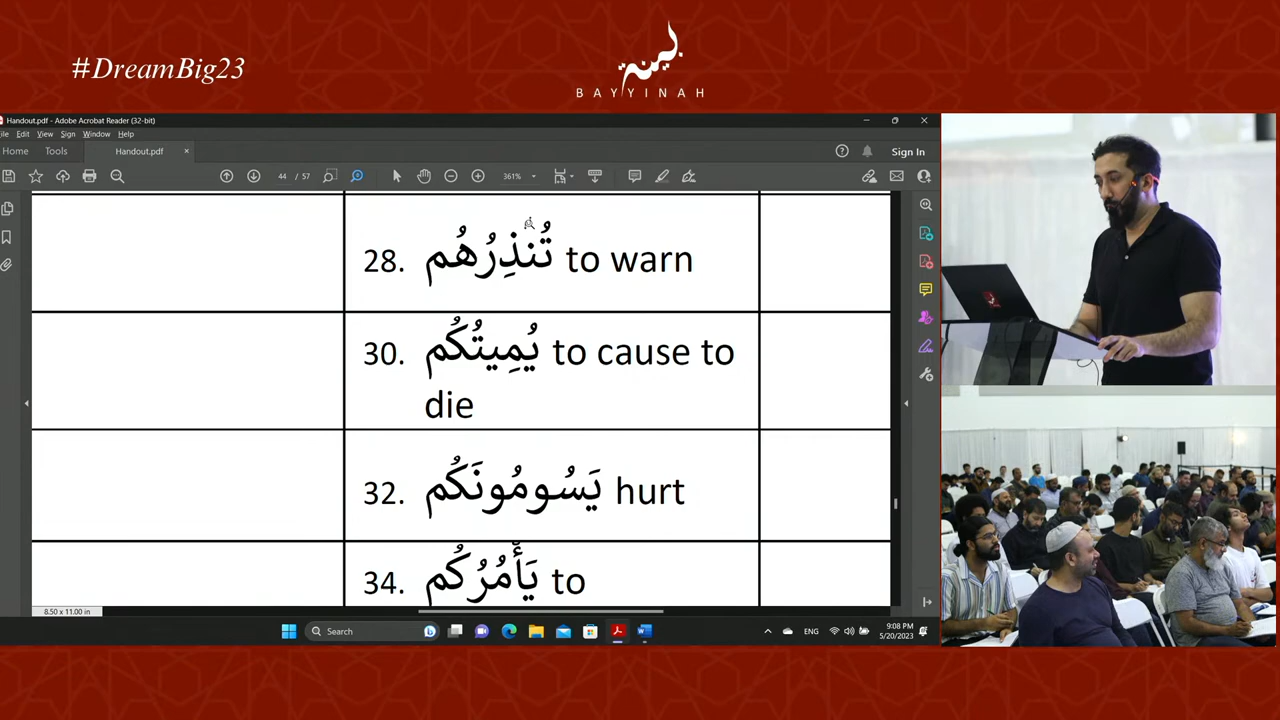 #DreamBig23
بينة
BAYYINAH
Handout.pdf - Adobe Acrobat Reader (32-bit)
ile Edit View Sign Window Help
Home Tools Handout.pdf × Sign In
44 / 57 361%
28. تُنذِرُهُم to warn
30. يُمِيتُكُم to cause to
die
32. يَسُومُونَكُم hurt
34. يَأْمُرُكُم to
8.50 x 11.00 in
Search
ENG
9:08 PM
5/20/2023